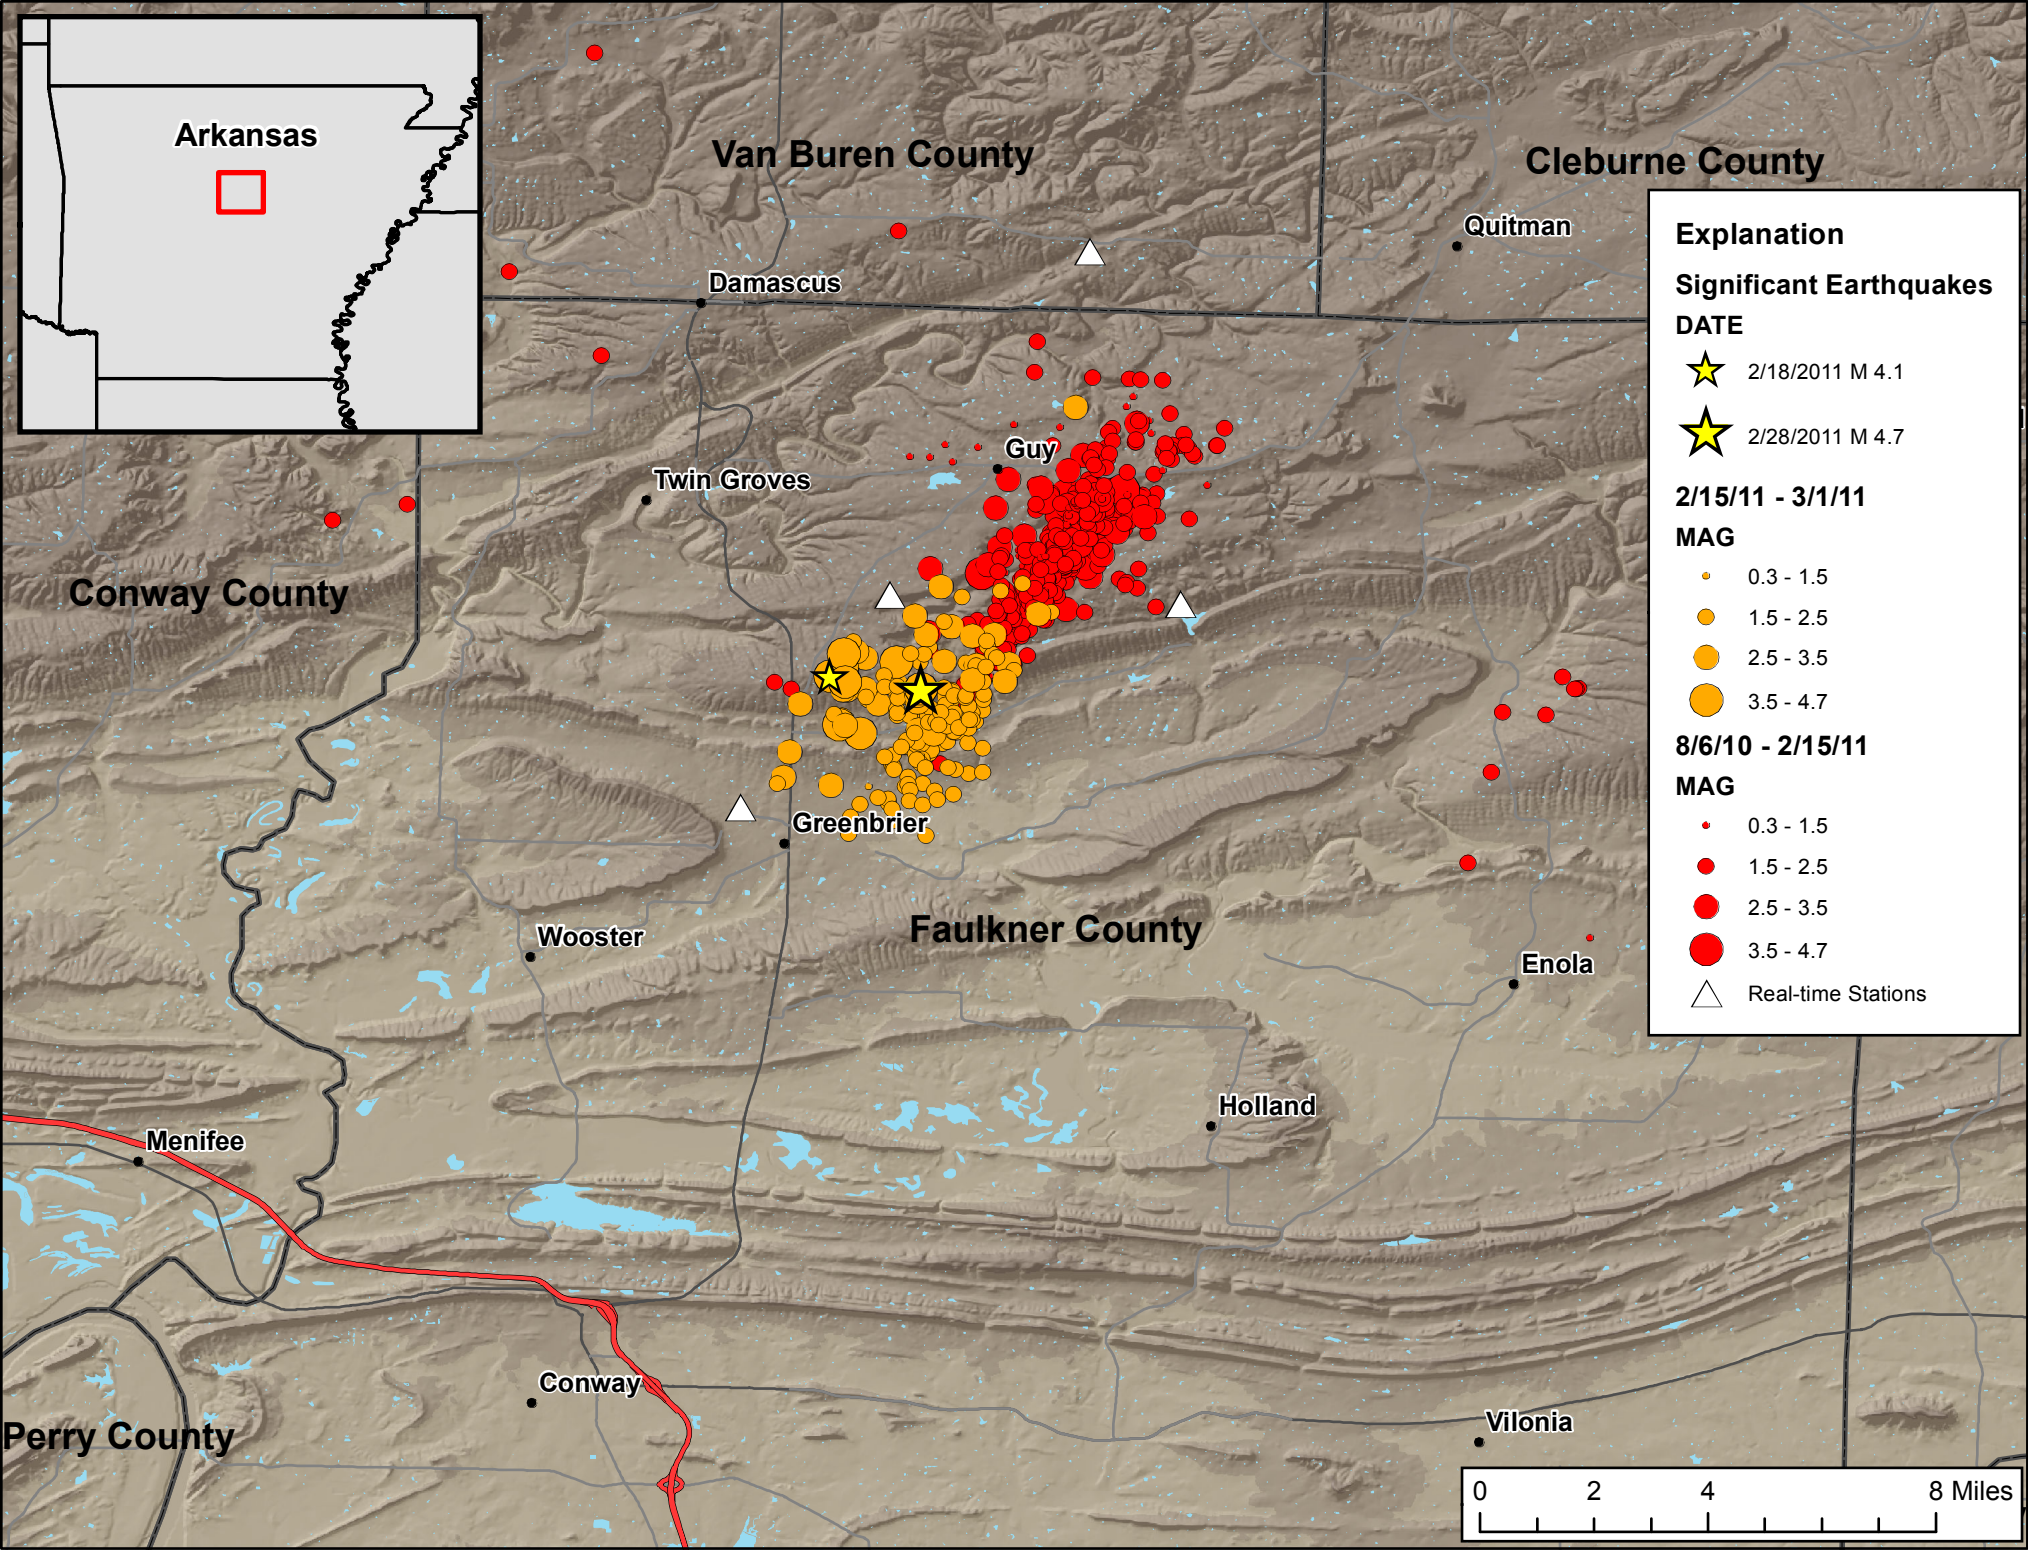 Arkansas
Van Buren County
Cleburne County
Quitman
Damascus
Guy
Twin Groves
Conway County
Greenbrier
Faulkner County
Wooster
Enola
Holland
Menifee
Conway
Perry County
Vilonia
Explanation
Significant Earthquakes
DATE
2/18/2011 M 4.1
2/28/2011 M 4.7
2/15/11 - 3/1/11
MAG
0.3 - 1.5
1.5 - 2.5
2.5 - 3.5
3.5 - 4.7
8/6/10 - 2/15/11
MAG
0.3 - 1.5
1.5 - 2.5
2.5 - 3.5
3.5 - 4.7
Real-time Stations
0 2 4 8 Miles